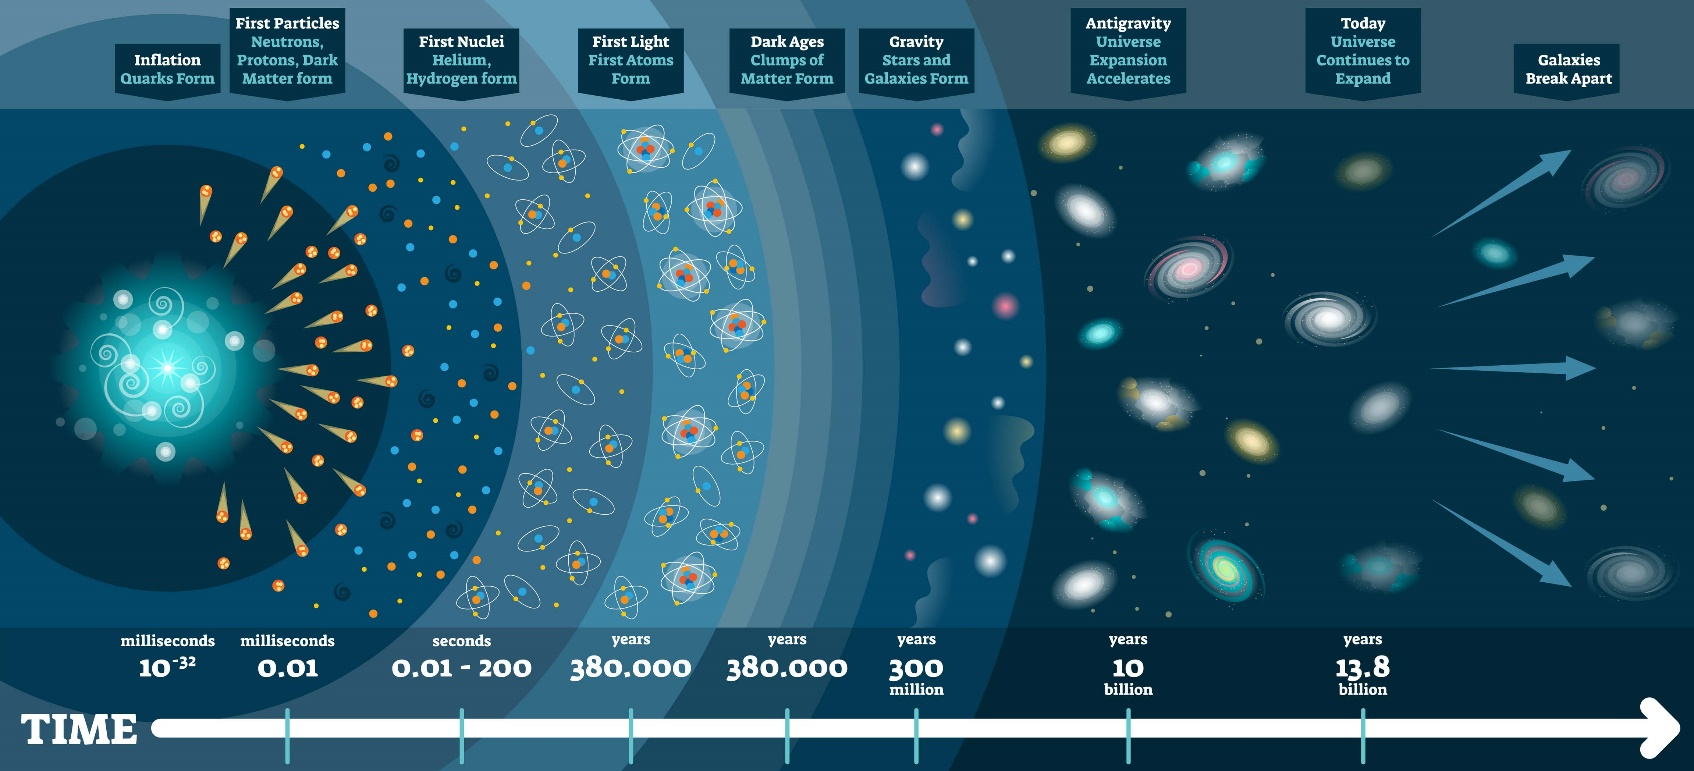 Inflation
Quarks Form
First Particles
Neutrons,
Protons, Dark
Matter form
First Nuclei
Helium,
Hydrogen form
First Light
First Atoms
Form
Dark Ages
Clumps of
Matter Form
Gravity
Stars and
Galaxies Form
Antigravity
Universe
Expansion
Accelerates
Today
Universe
Continues to
Expand
Galaxies
Break Apart
milliseconds
10⁻³²
milliseconds
0.01
seconds
0.01 - 200
years
380.000
years
380.000
years
300
million
years
10
billion
years
13.8
billion
TIME